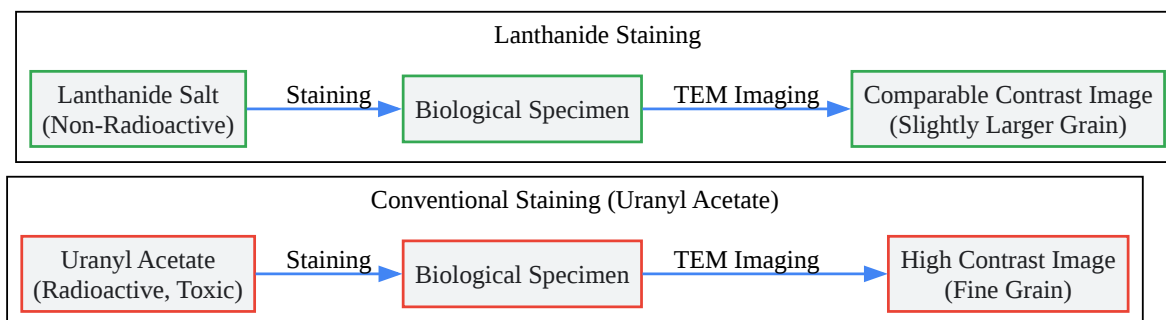 Lanthanide Staining
Lanthanide Salt
(Non-Radioactive)
Staining
Biological Specimen
TEM Imaging
Comparable Contrast Image
(Slightly Larger Grain)
Conventional Staining (Uranyl Acetate)
Uranyl Acetate
(Radioactive, Toxic)
Staining
Biological Specimen
TEM Imaging
High Contrast Image
(Fine Grain)